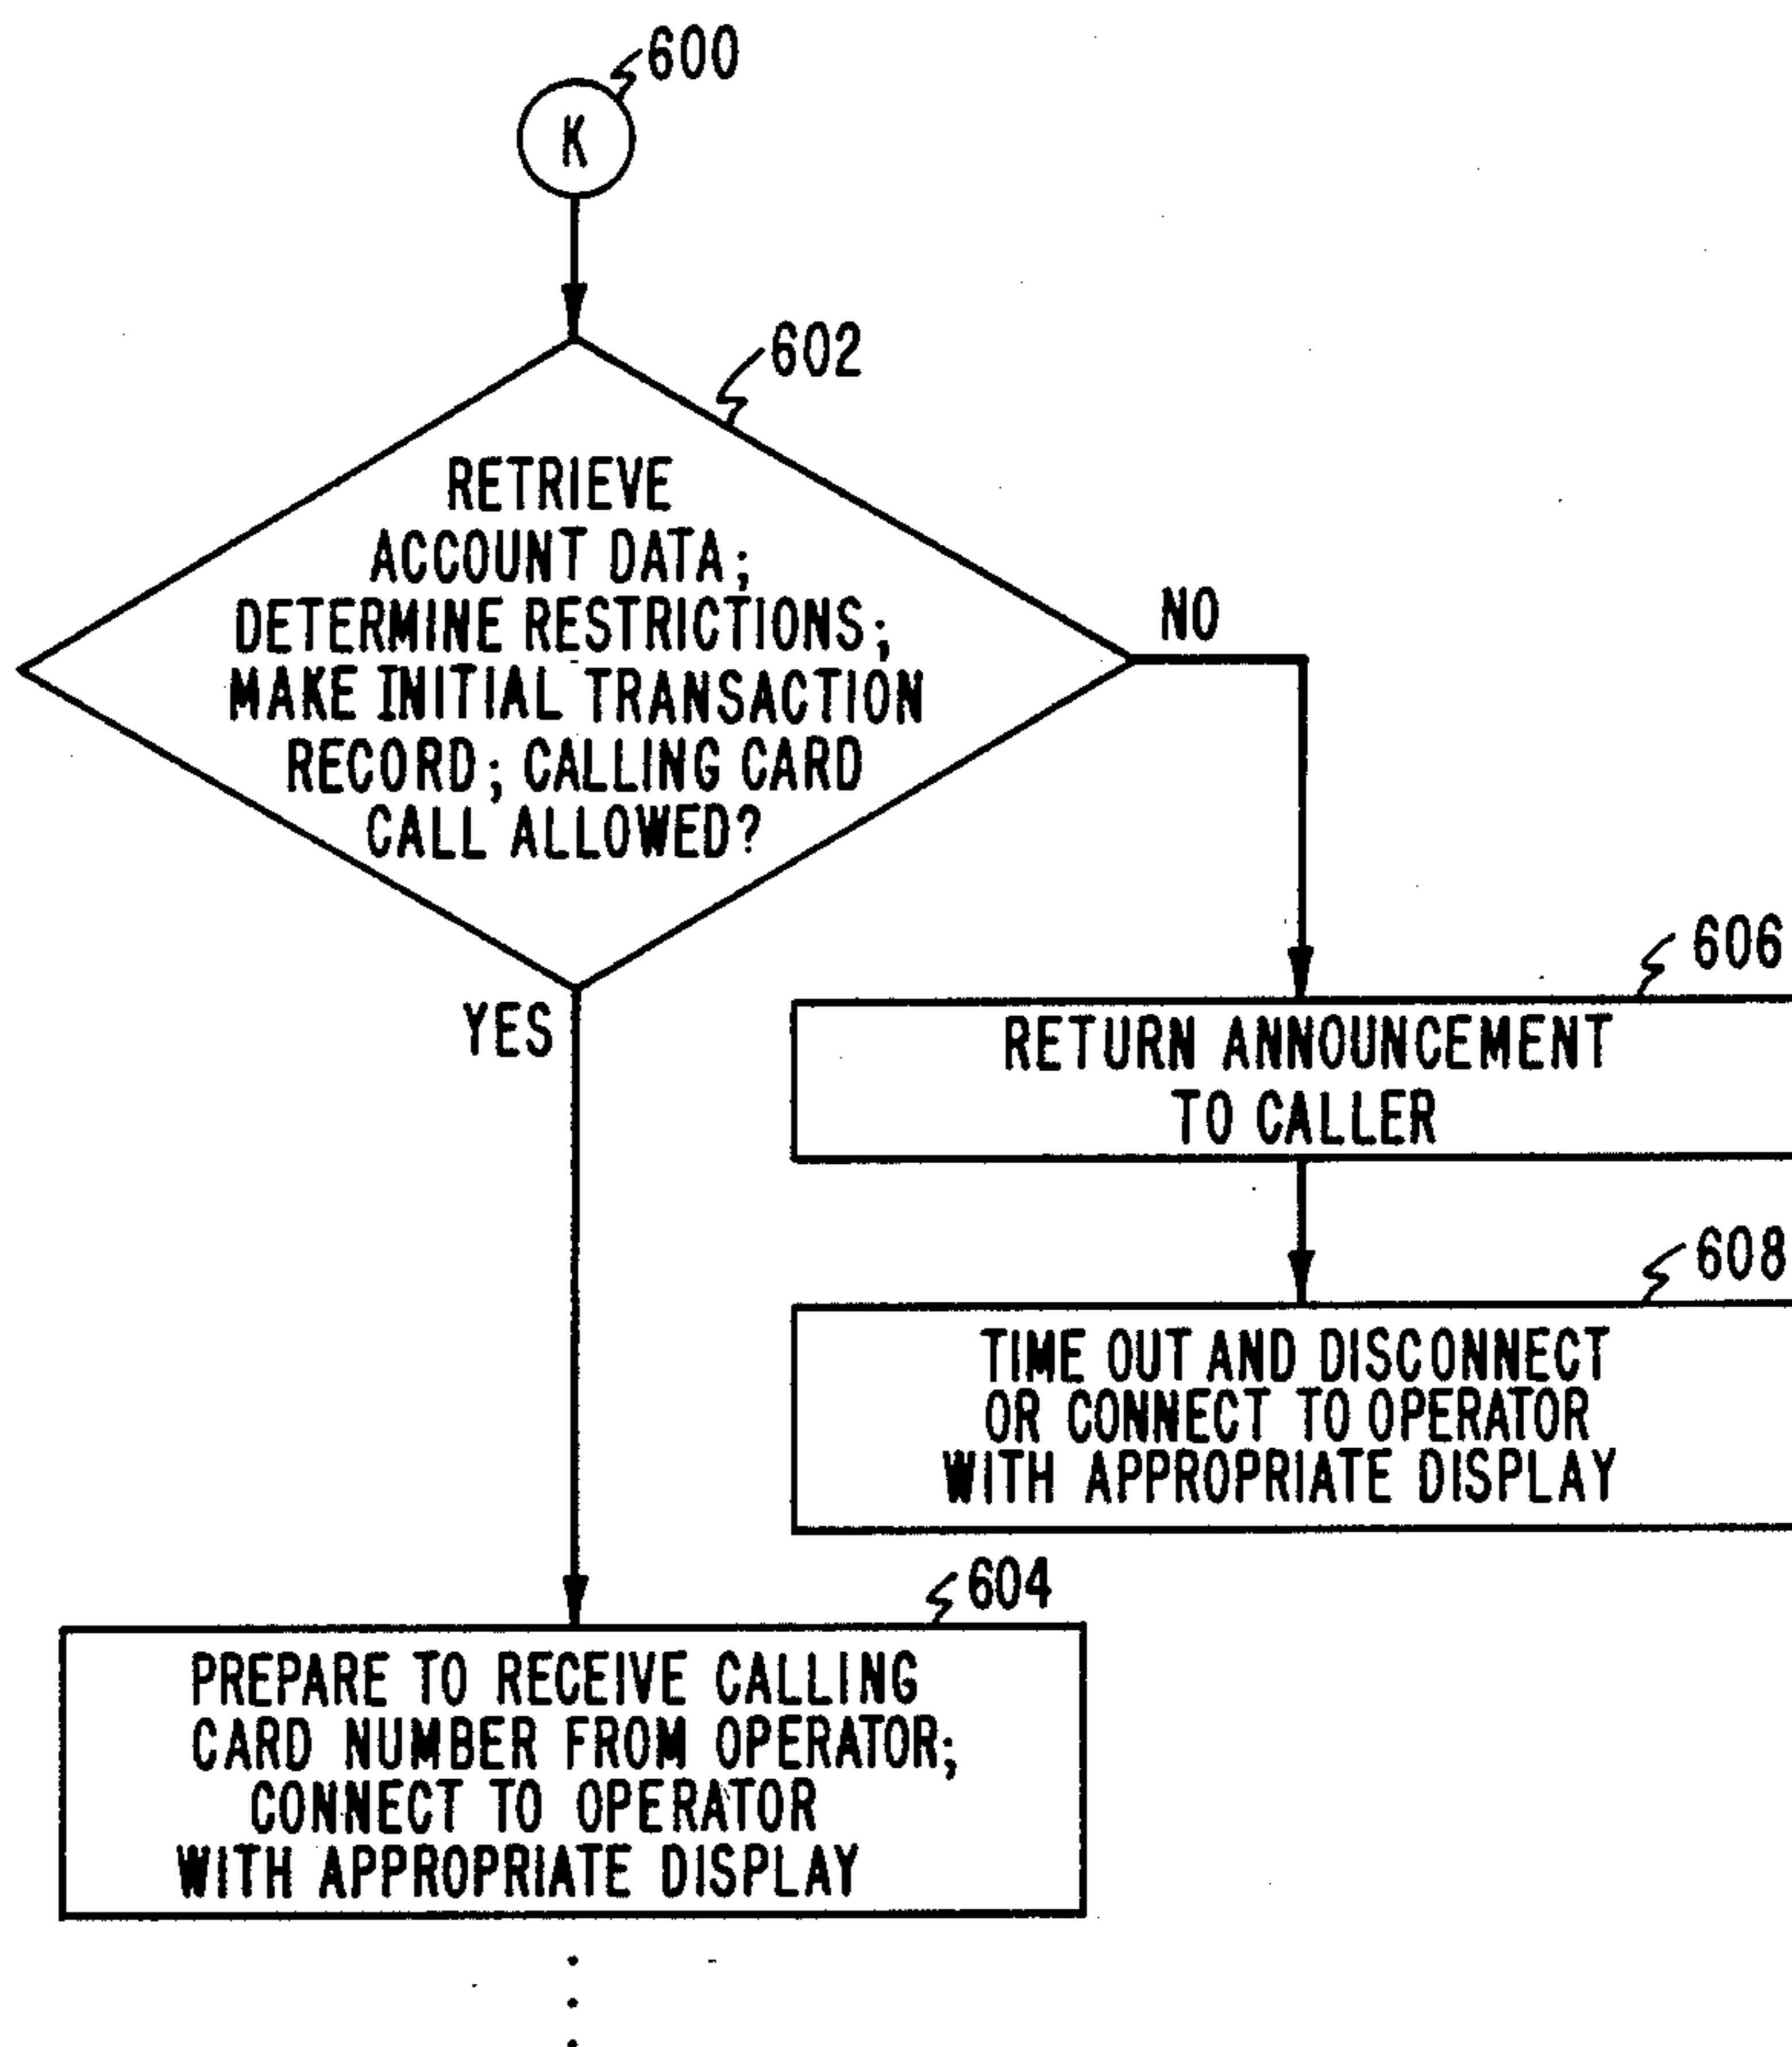 600
K
602
RETRIEVE
ACCOUNT DATA;
DETERMINE RESTRICTIONS;
MAKE INITIAL TRANSACTION
RECORD; CALLING CARD
CALL ALLOWED?
NO
YES
606
RETURN ANNOUNCEMENT
TO CALLER
608
TIME OUT AND DISCONNECT
OR CONNECT TO OPERATOR
WITH APPROPRIATE DISPLAY
604
PREPARE TO RECEIVE CALLING
CARD NUMBER FROM OPERATOR;
CONNECT TO OPERATOR
WITH APPROPRIATE DISPLAY